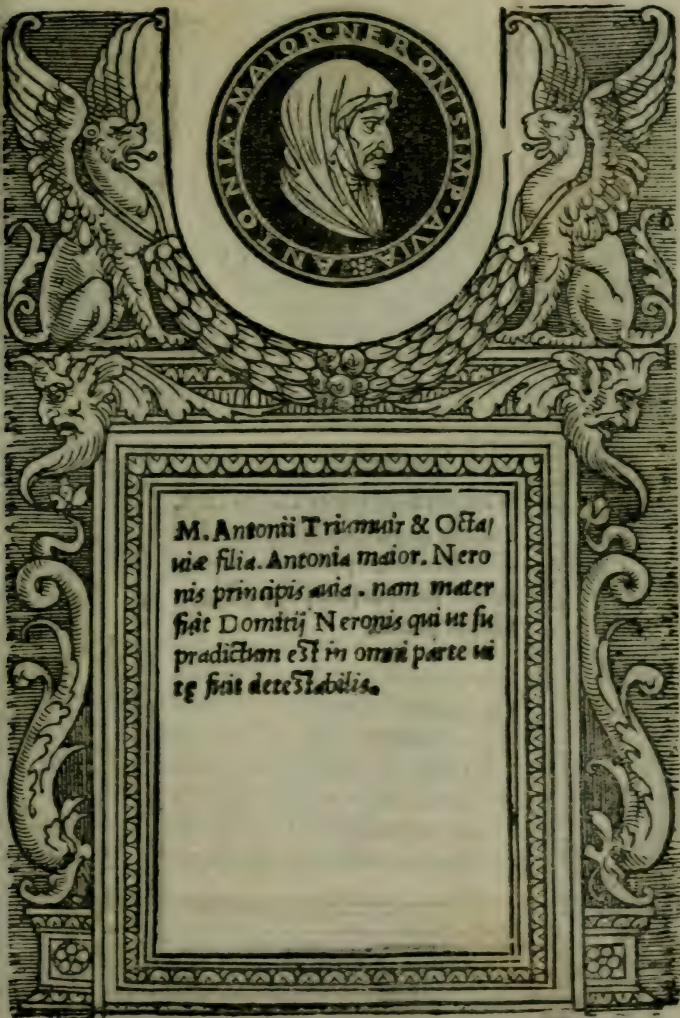 ANTONIA·MAIOR·NERONIS·IMP·AVIA·
M. Antonii Triumuir & Octa/
uiæ filia. Antonia maior. Nero
nis principis auia. nam mater
fuit Domitij Neronis qui ut su
pradictum est in omni parte ui
tę fuit detestabilis.